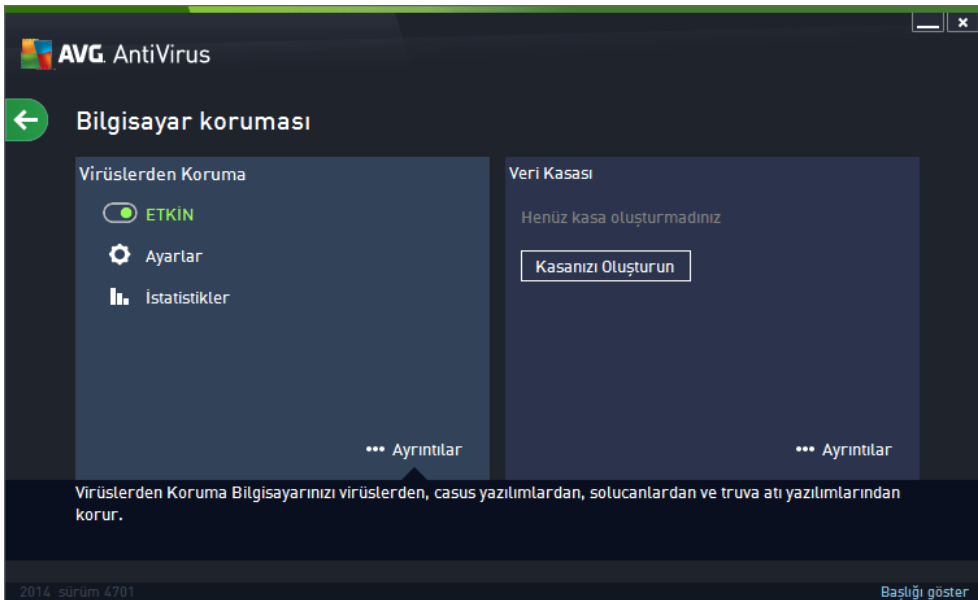 AVG AntiVirus
Bilgisayar koruması
Virüslerden Koruma
ETKİN
Ayarlar
İstatistikler
••• Ayrıntılar
Veri Kasası
Henüz kasa oluşturmadınız
Kasanızı Oluşturun
••• Ayrıntılar
Virüslerden Koruma Bilgisayarınızı virüslerden, casus yazılımlardan, solucanlardan ve truva atı yazılımlarından
korur.
2014 sürüm 4701
Başlığı göster